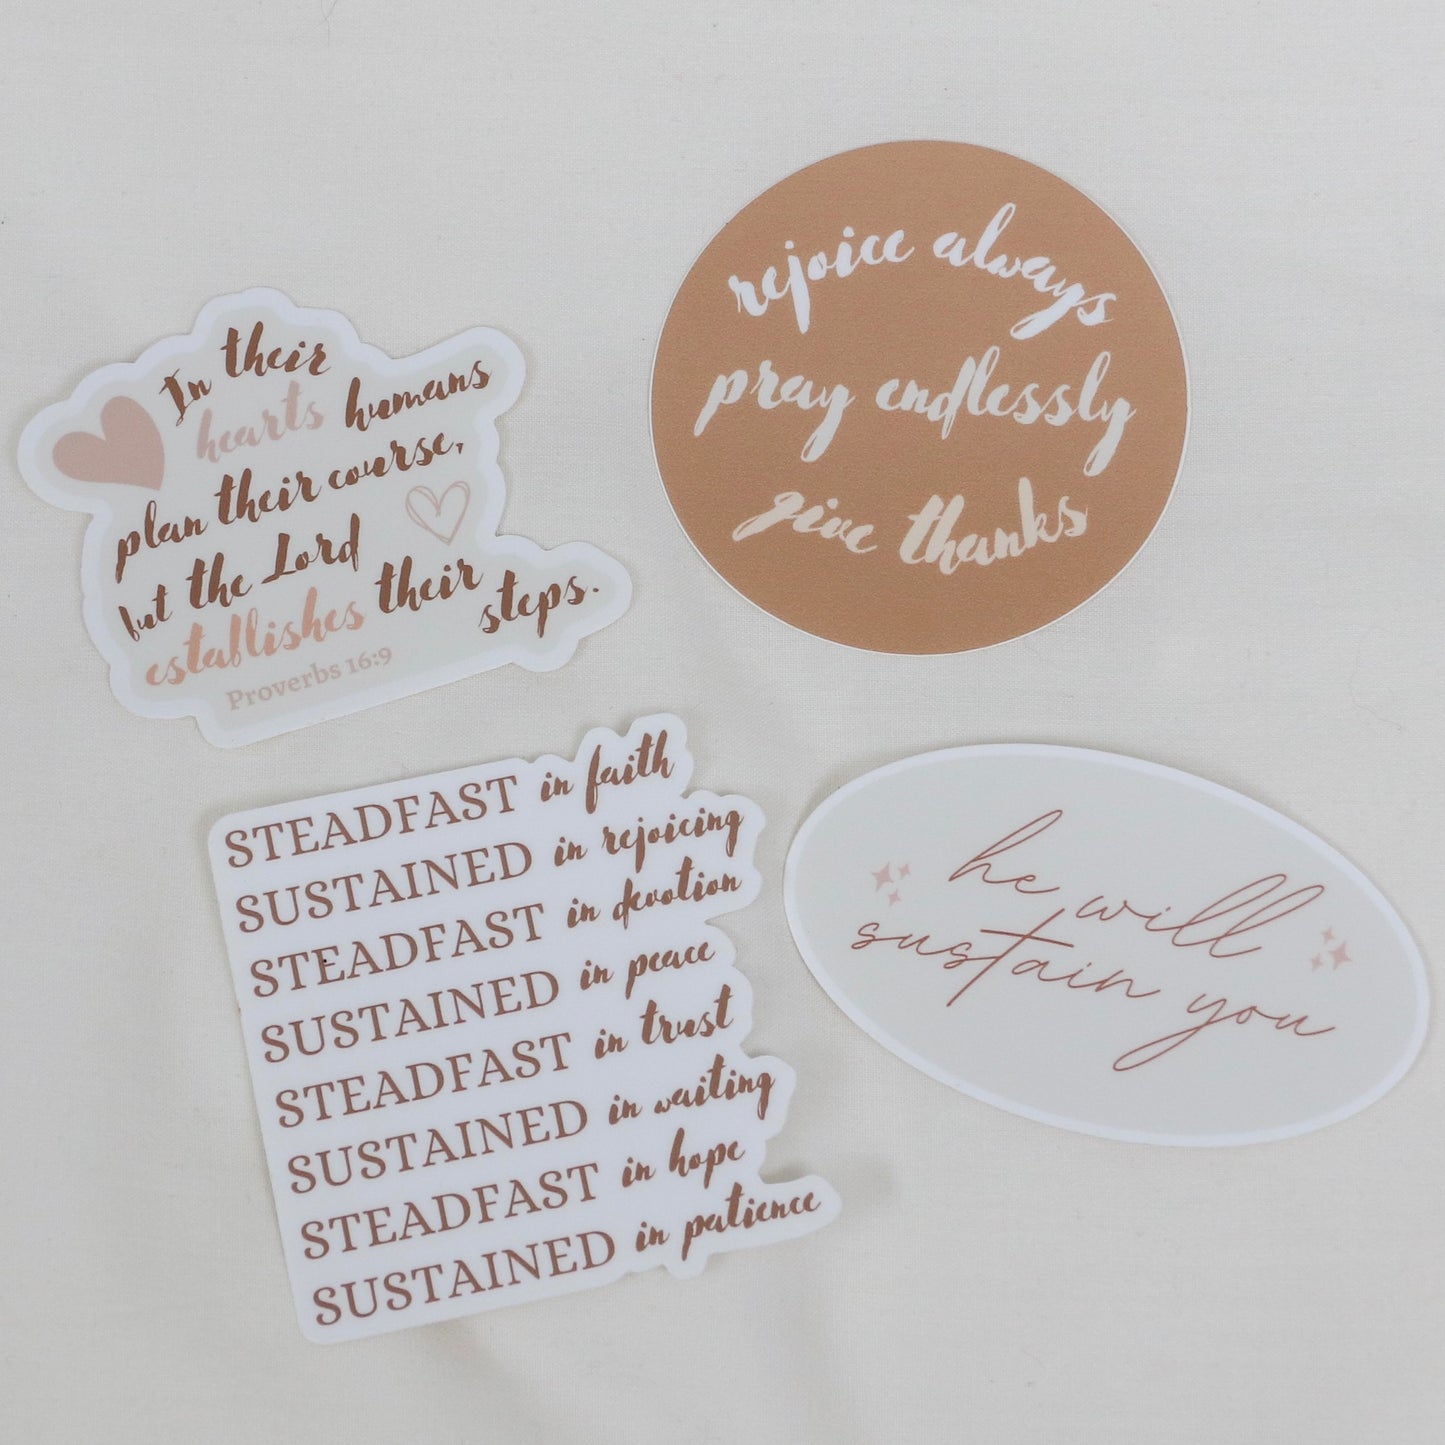 In their
hearts humans
plan their course,
but the Lord
establishes their
steps.
Proverbs 16:9
rejoice always
pray endlessly
give thanks
STEADFAST in faith
SUSTAINED in rejoicing
STEADFAST in devotion
SUSTAINED in peace
STEADFAST in trust
SUSTAINED in waiting
STEADFAST in hope
SUSTAINED in patience
he will
sustain you